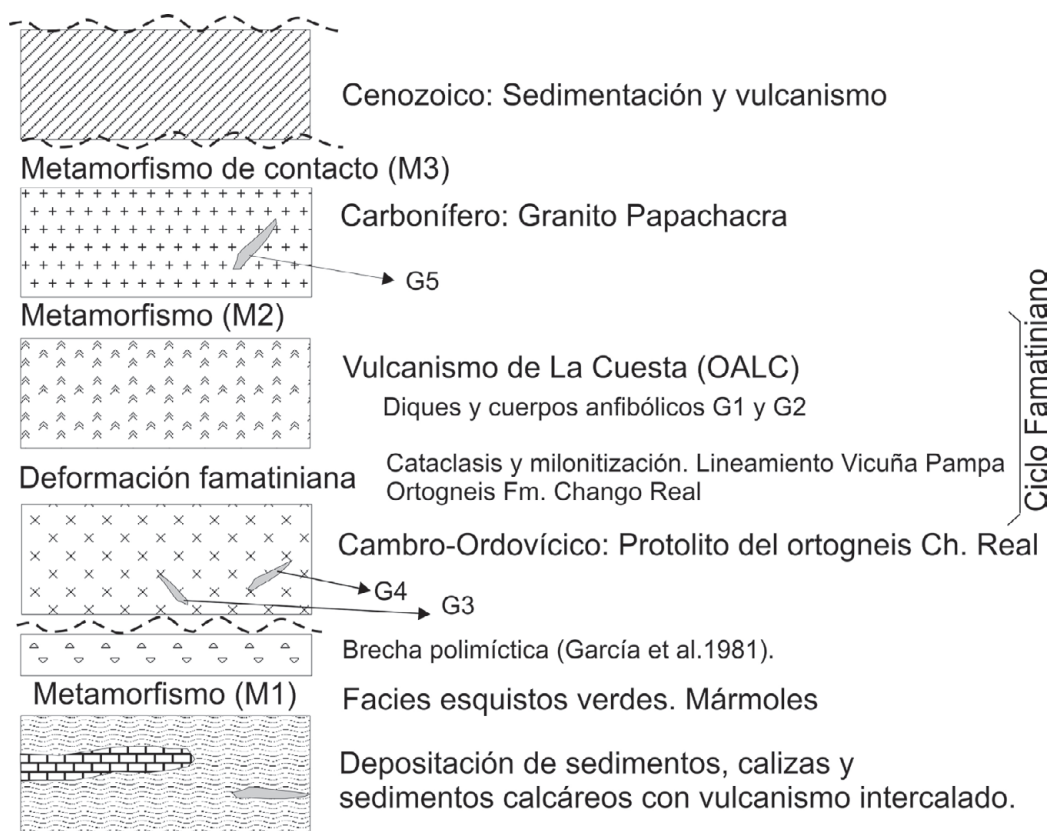 Cenozoico: Sedimentación y vulcanismo
Metamorfismo de contacto (M3)
Carbonífero: Granito Papachacra
G5
Metamorfismo (M2)
Vulcanismo de La Cuesta (OALC)
Diques y cuerpos anfibólicos G1 y G2
Cataclasis y milonitización. Lineamiento Vicuña Pampa
Ortogneis Fm. Chango Real
Deformación famatiniana
Ciclo Famatiniano
Cambro-Ordovícico: Protolito del ortogneis Ch. Real
G4
G3
Brecha polimíctica (García et al.1981).
Metamorfismo (M1)
Facies esquistos verdes. Mármoles
Depositación de sedimentos, calizas y
sedimentos calcáreos con vulcanismo intercalado.